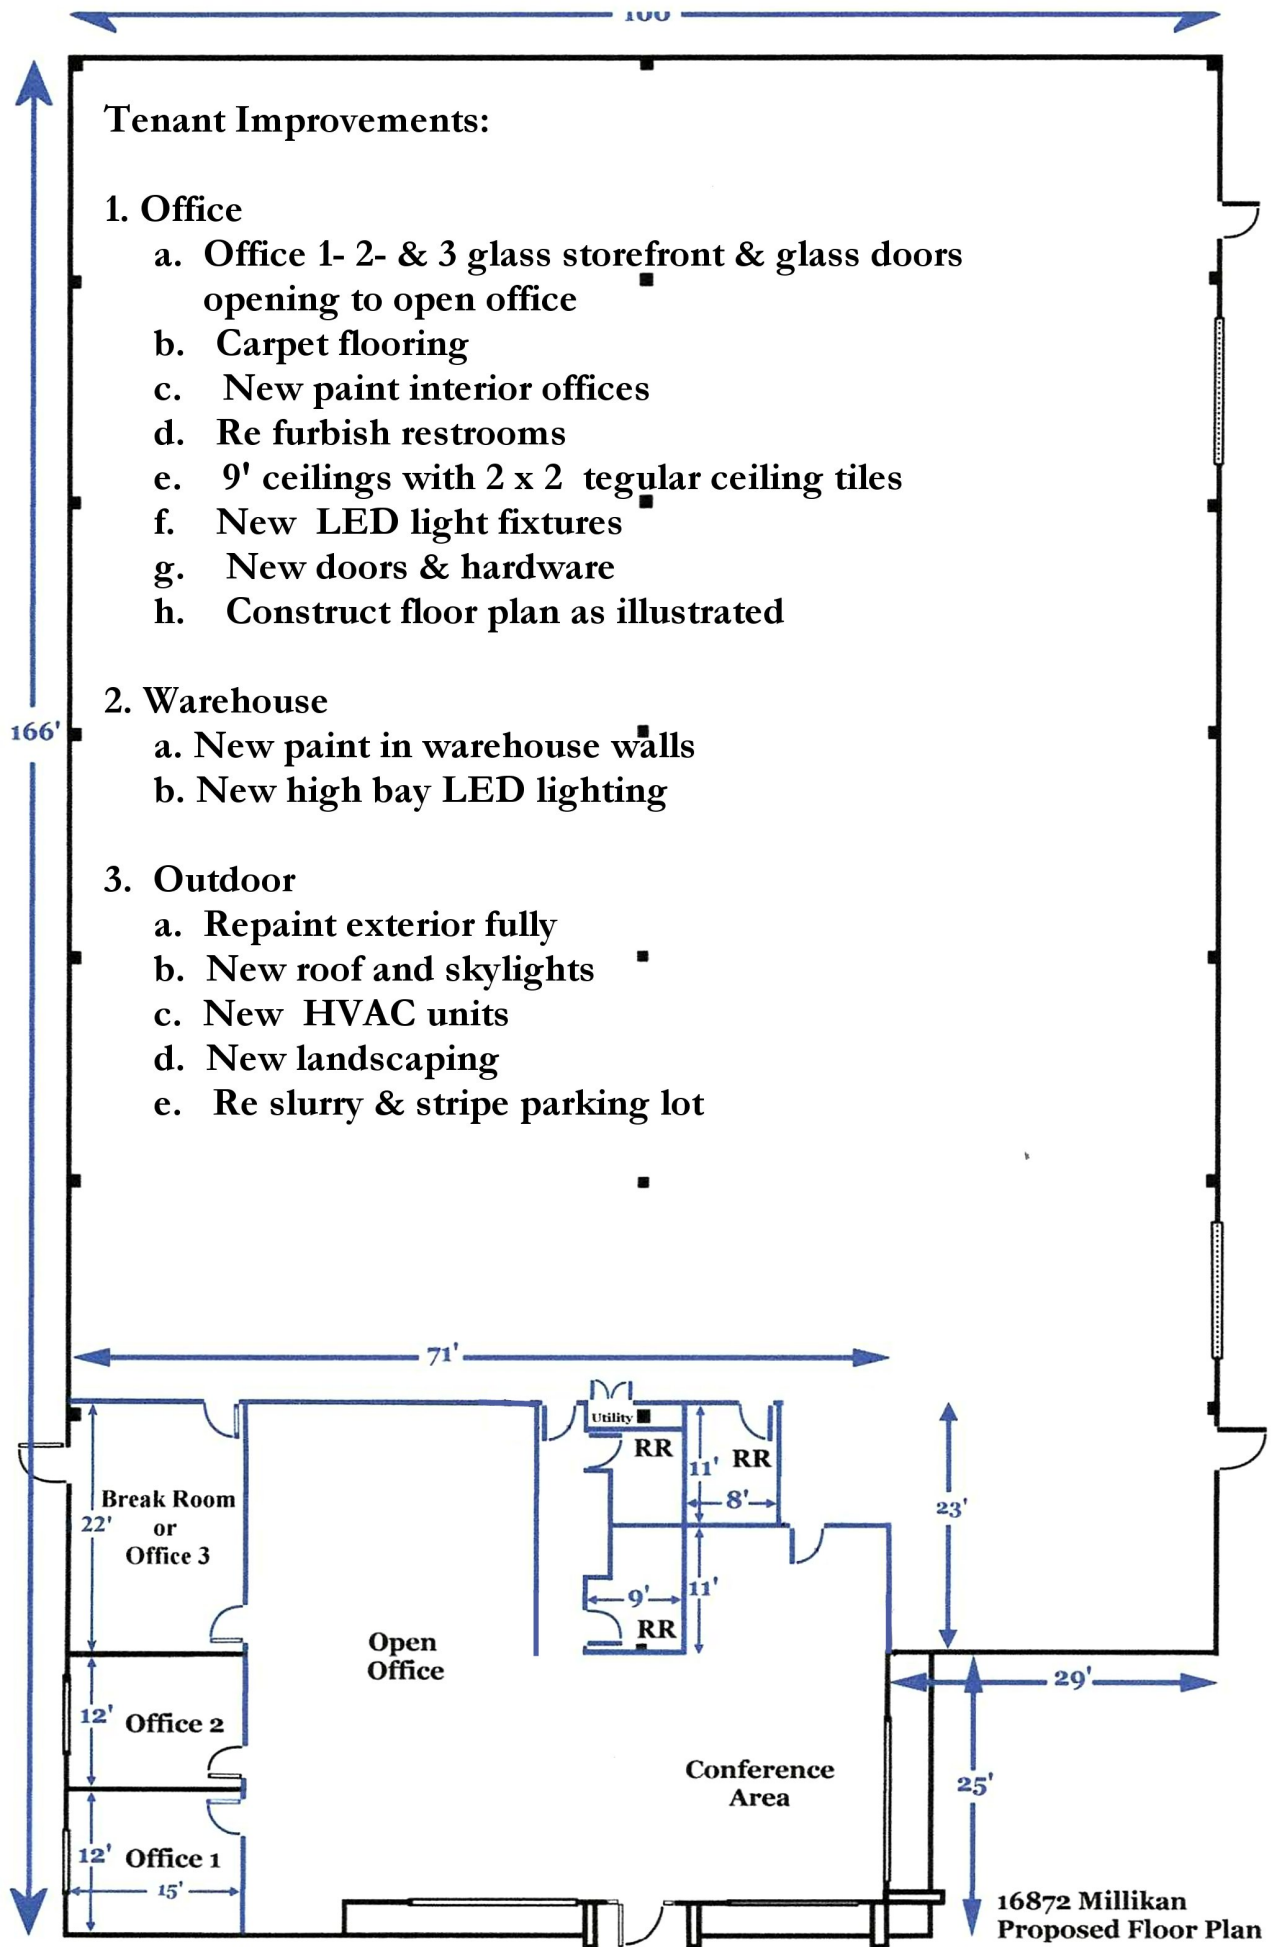 100'
Tenant Improvements:
1. Office
a. Office 1- 2- & 3 glass storefront & glass doors
opening to open office
b. Carpet flooring
c. New paint interior offices
d. Re furbish restrooms
e. 9' ceilings with 2 x 2 tegular ceiling tiles
f. New LED light fixtures
g. New doors & hardware
h. Construct floor plan as illustrated
2. Warehouse
166'
a. New paint in warehouse walls
b. New high bay LED lighting
3. Outdoor
a. Repaint exterior fully
b. New roof and skylights
c. New HVAC units
d. New landscaping
e. Re slurry & stripe parking lot
71'
Utility
RR
RR
11'
8'
Break Room
or
Office 3
22'
23'
9'
11'
RR
Open
Office
29'
12'
Office 2
Conference
Area
25'
12'
Office 1
15'
16872 Millikan
Proposed Floor Plan